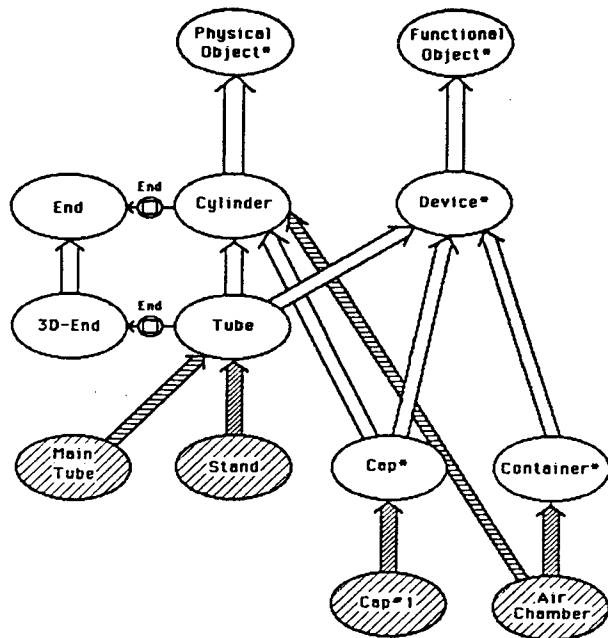 Physical
Object*
Functional
Object*
End
End
Cylinder
Device*
3D-End
End
Tube
Main
Tube
Stand
Cap*
Container*
Cap#1
Air
Chamber